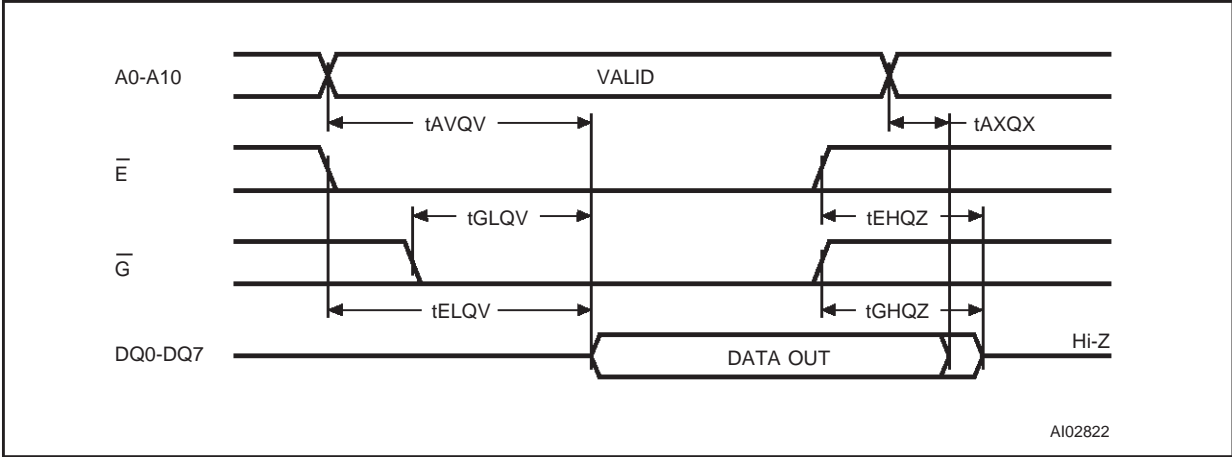 A0-A10
VALID
tAVQV
tAXQX
E̅
tGLQV
tEHQZ
G̅
tELQV
tGHQZ
DQ0-DQ7
DATA OUT
Hi-Z
AI02822